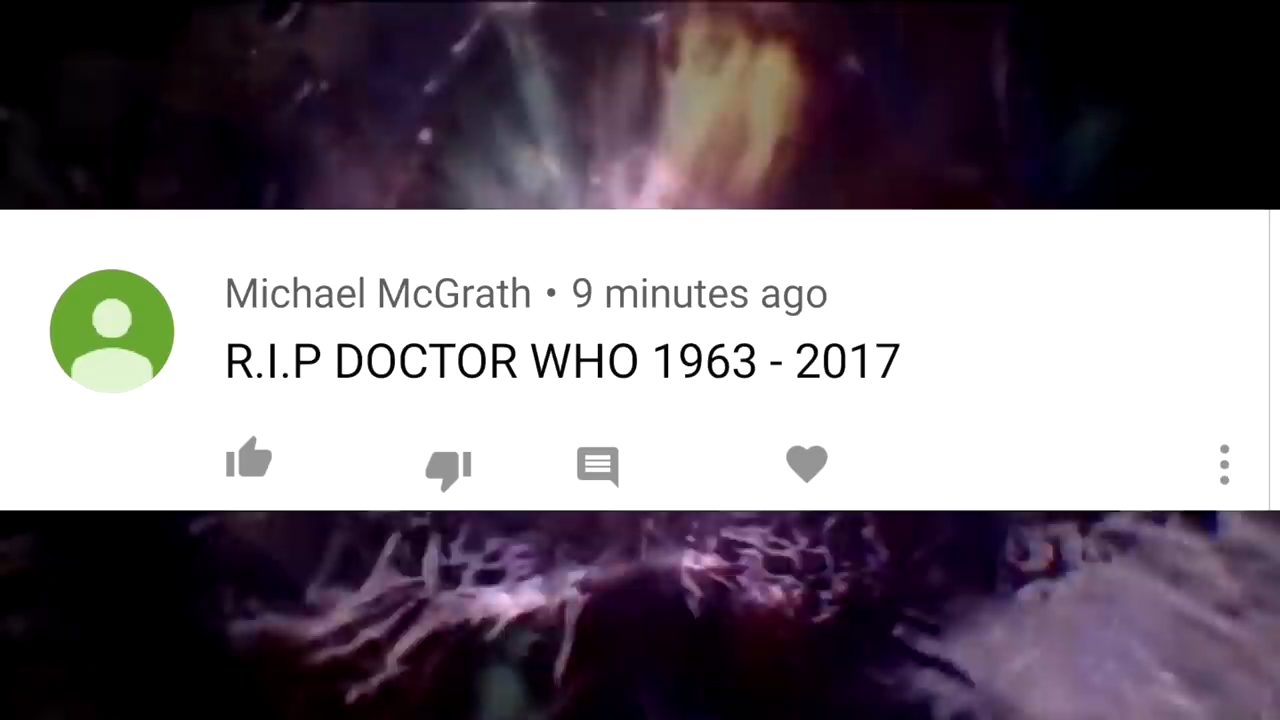 Michael McGrath • 9 minutes ago
R.I.P DOCTOR WHO 1963 - 2017